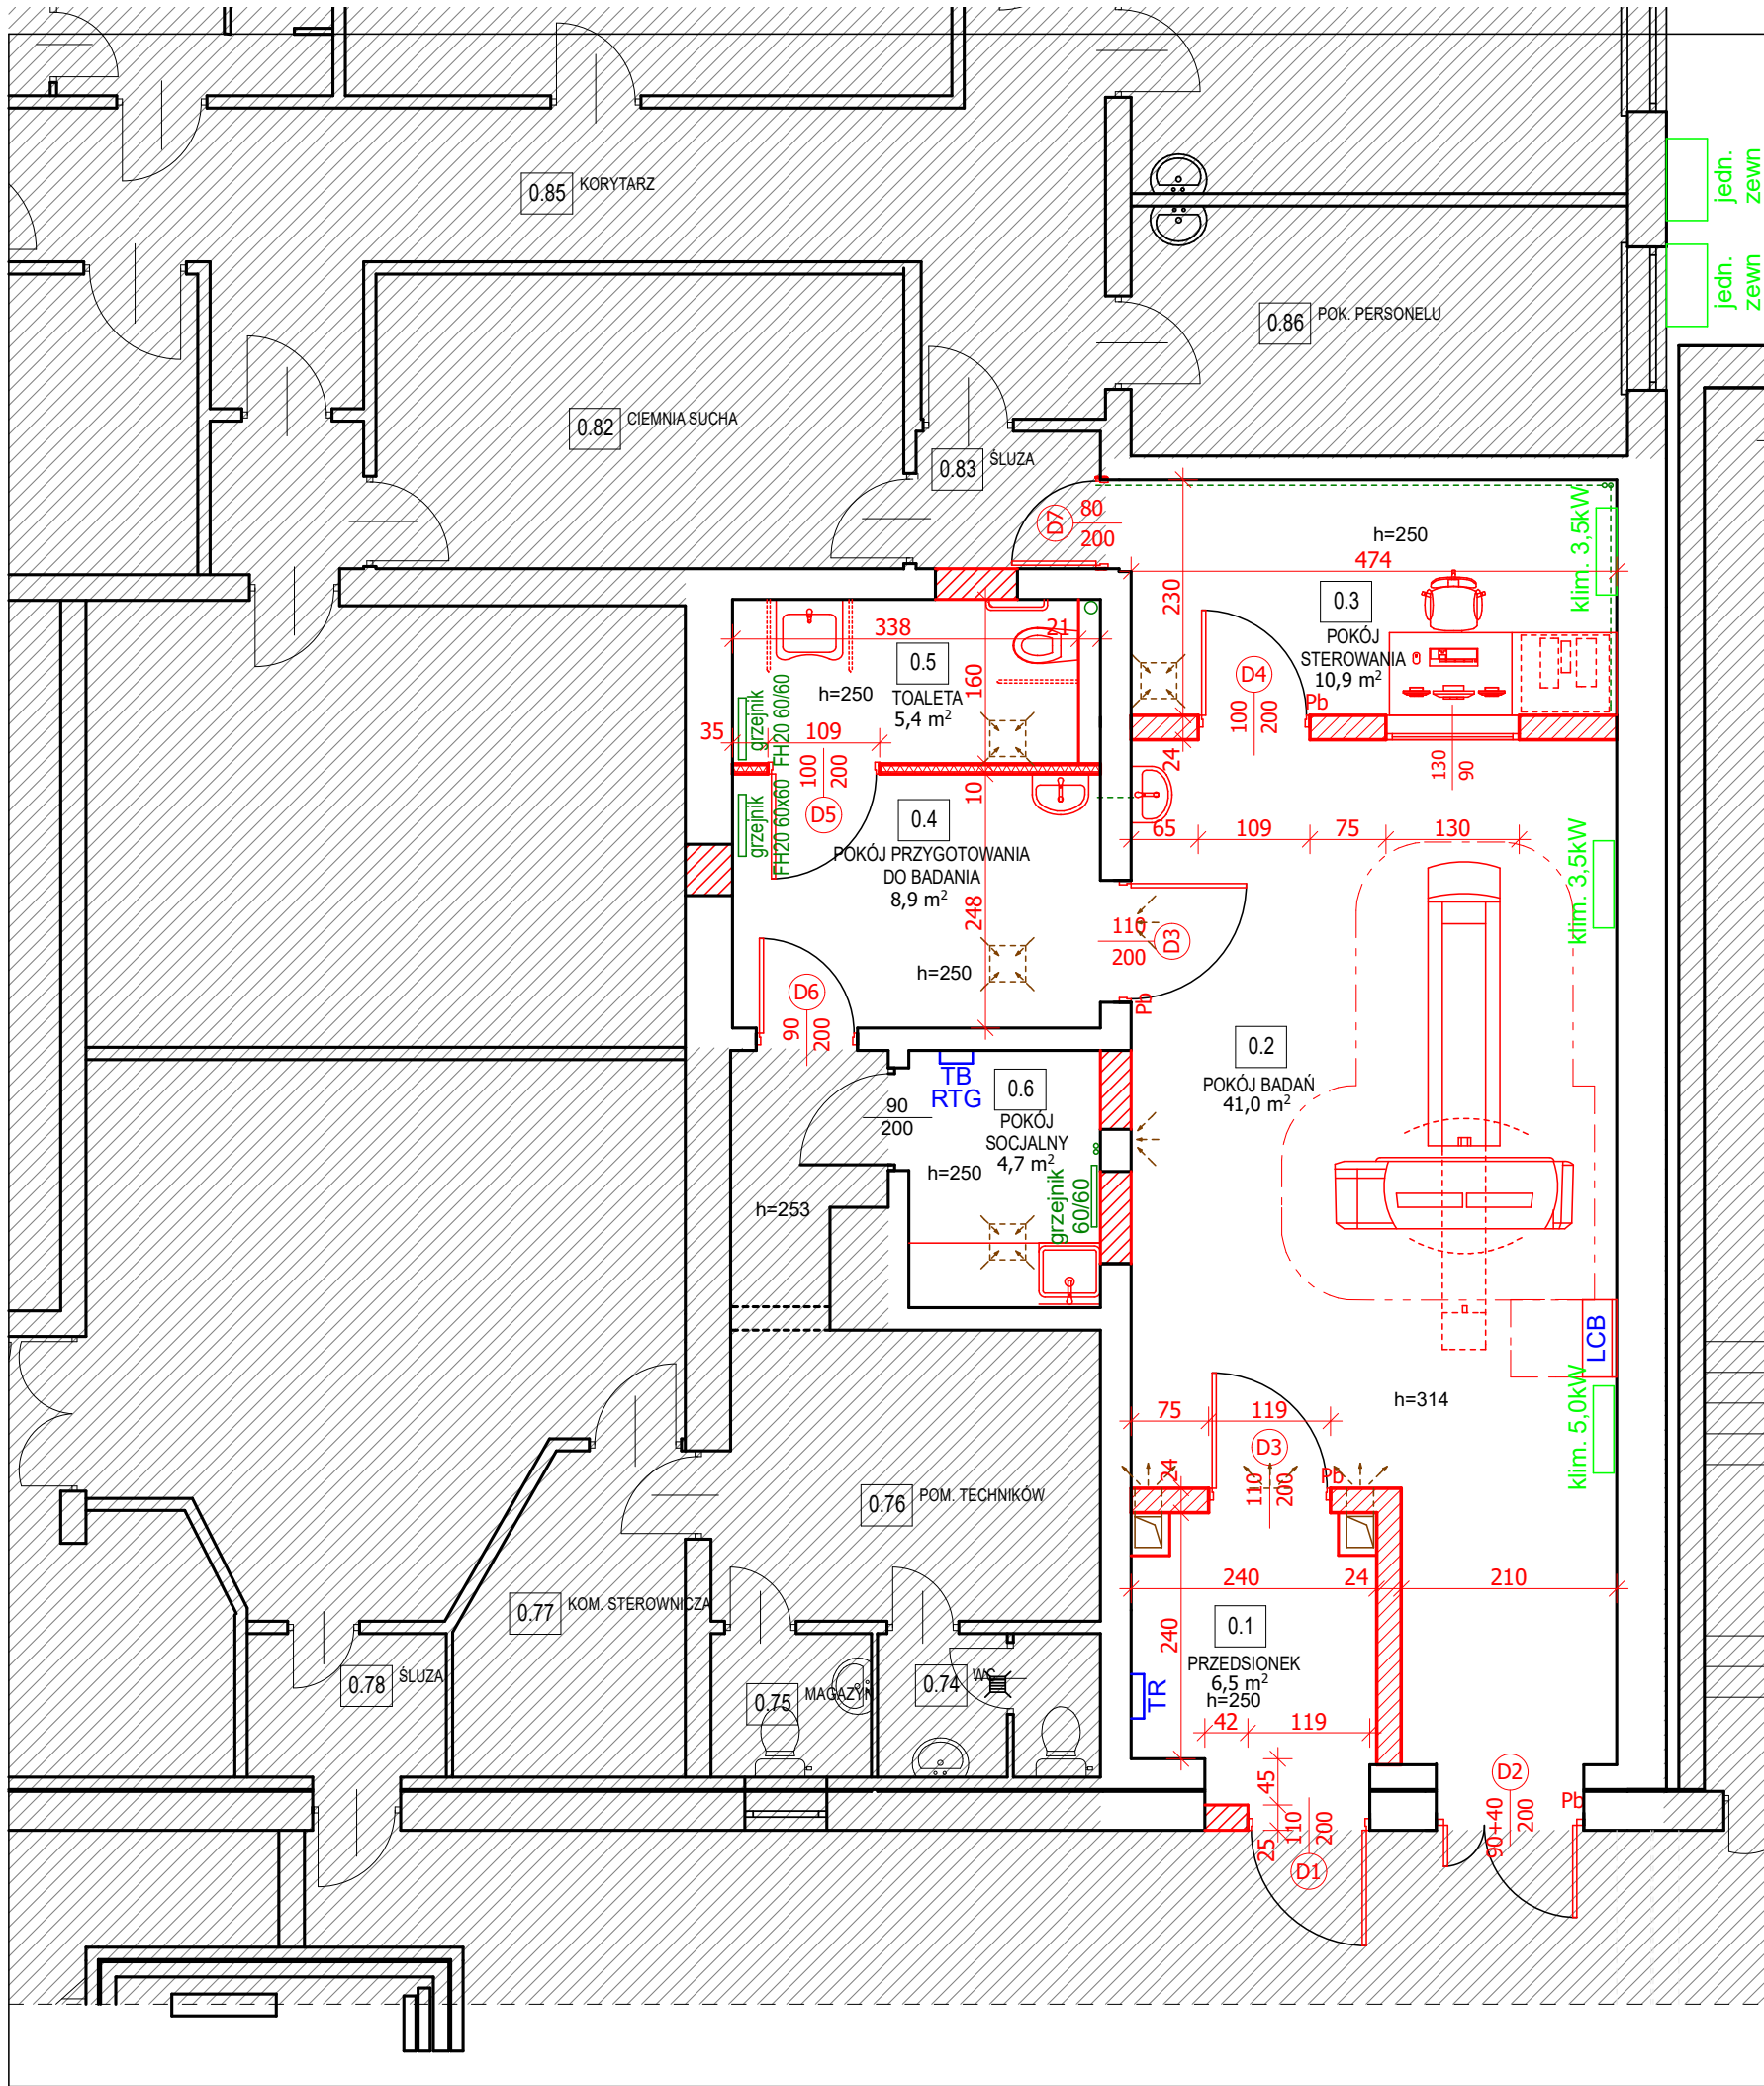 jedn.
zewn
jedn.
zewn
0.85 KORYTARZ
0.86 POK. PERSONELU
0.82 CIEMNIA SUCHA
0.83 ŚLUZA
D7
80
200
h=250
474
klim. 3,5kW
230
0.3
POKÓJ
STEROWANIA
10,9 m²
338
21
0.5
TOALETA
5,4 m²
h=250
160
grzejnik
FH20 60/60
35
109
100
200
D5
D4
100
200
Pb
24
130
90
grzejnik
FH20 60x60
10
0.4
POKÓJ PRZYGOTOWANIA
DO BADANIA
8,9 m²
248
h=250
65
109
75
130
klim. 3,5kW
110
200
D3
Pb
D6
90
200
0.2
POKÓJ BADAŃ
41,0 m²
TB
RTG
0.6
POKÓJ
SOCJALNY
4,7 m²
90
200
h=250
h=253
grzejnik
60/60
LCB
h=314
klim. 5,0kW
75
119
D3
24
110
200
Pb
0.76 POM. TECHNIKÓW
240
24
210
0.77 KOM. STEROWNICZA
0.1
PRZEDSIONEK
6,5 m²
h=250
240
TR
0.78 ŚLUZA
0.75 MAGAZYN
0.74 WC
42
119
45
25
110
200
D1
D2
90+40
200
Pb